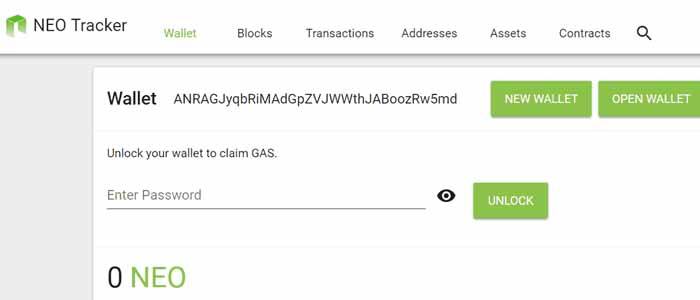 NEO Tracker Wallet Blocks Transactions Addresses Assets Contracts
Wallet ANRAGJyqbRiMAdGpZVJWWthJABoozRw5md NEW WALLET OPEN WALLET
Unlock your wallet to claim GAS.
Enter Password UNLOCK
0 NEO